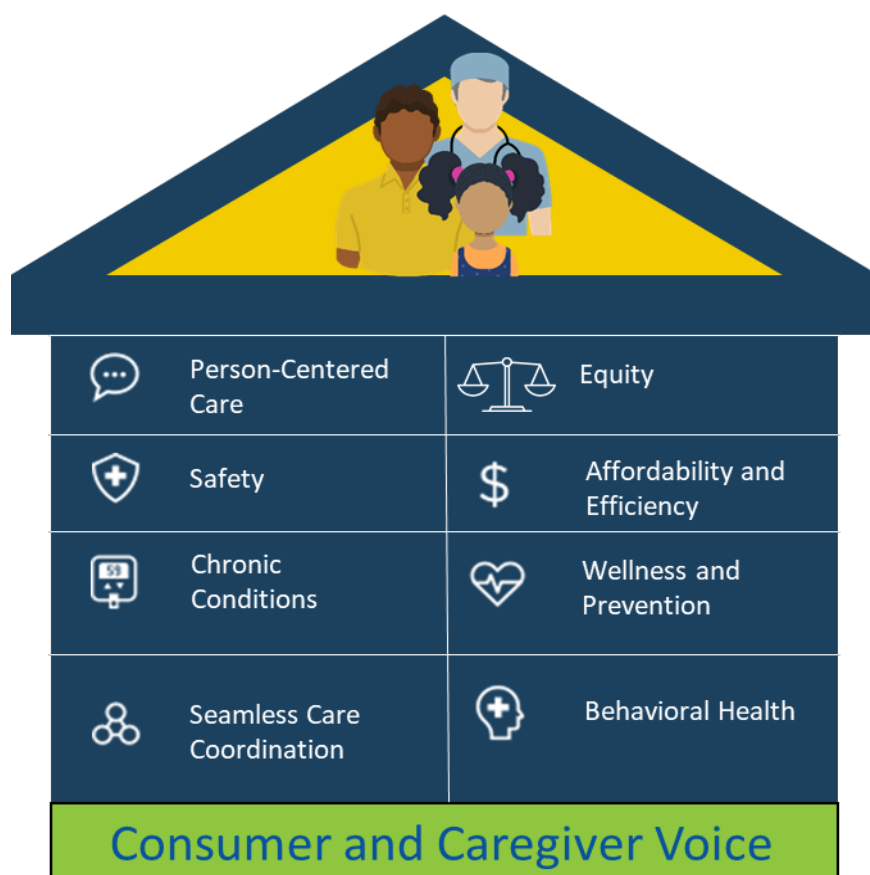 Person-Centered
Care
Equity
Safety
Affordability and
Efficiency
59
Chronic
Conditions
Wellness and
Prevention
Seamless Care
Coordination
Behavioral Health
Consumer and Caregiver Voice